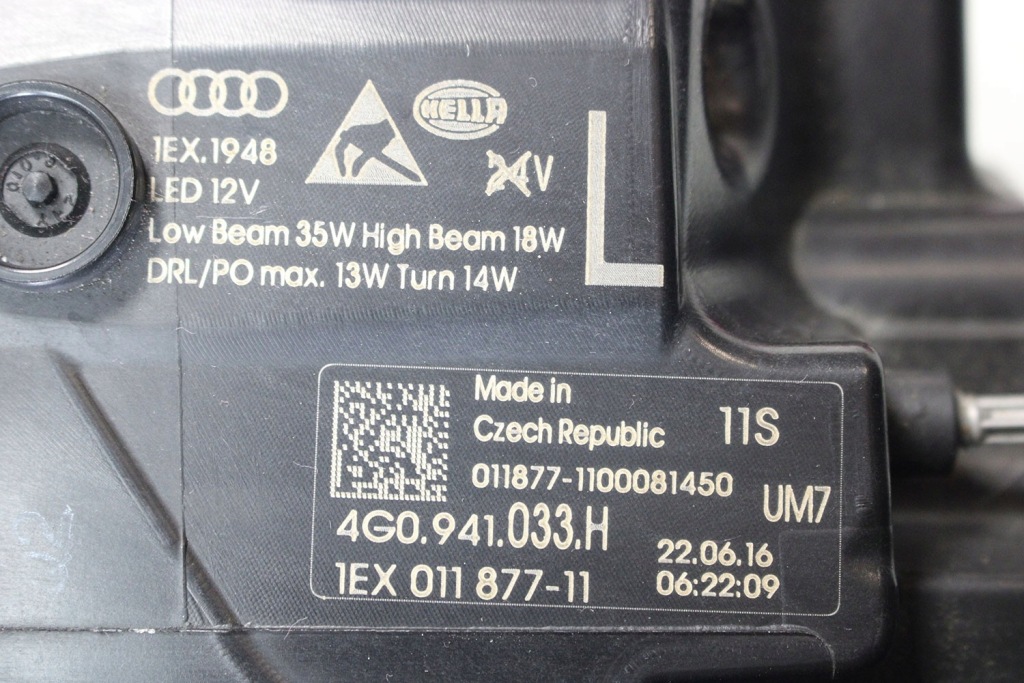 HELLA
1EX.1948
24V
LED 12V
Low Beam 35W High Beam 18W
DRL/PO max. 13W Turn 14W
L
Made in
Czech Republic
11S
011877-1100081450
UM7
4G0.941.033.H
22.06.16
1EX 011 877-11
06:22:09